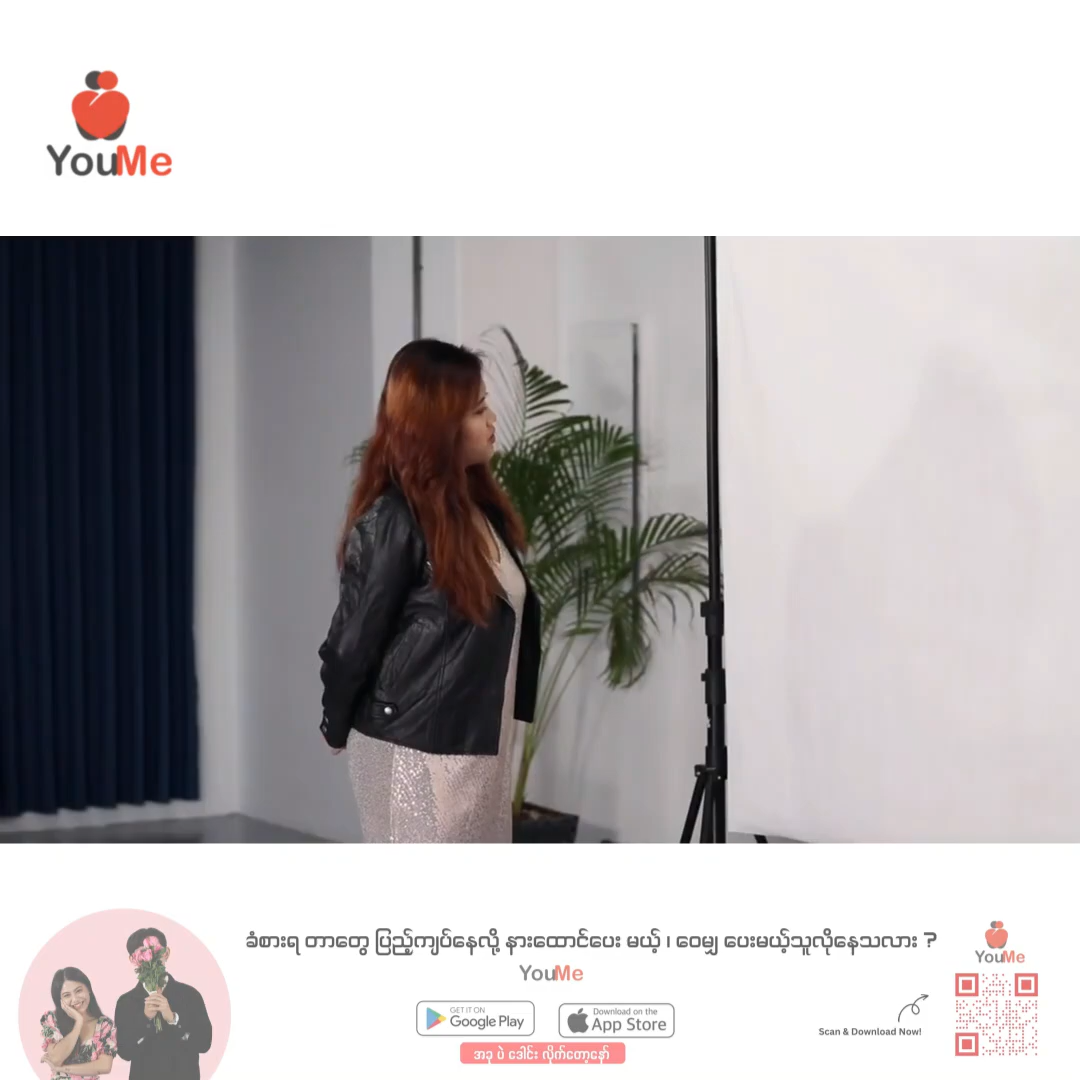 YouMe
ခံစားရ တာတွေ ပြည့်ကျပ်နေလို့ နားထောင်ပေး မယ့် ၊ ဝေမျှ ပေးမယ့်သူလိုနေသလား ?
YouMe
GET IT ON
Google Play
Download on the
App Store
အခု ပဲ ဒေါင်း လိုက်တော့နော်
YouMe
Scan & Download Now!